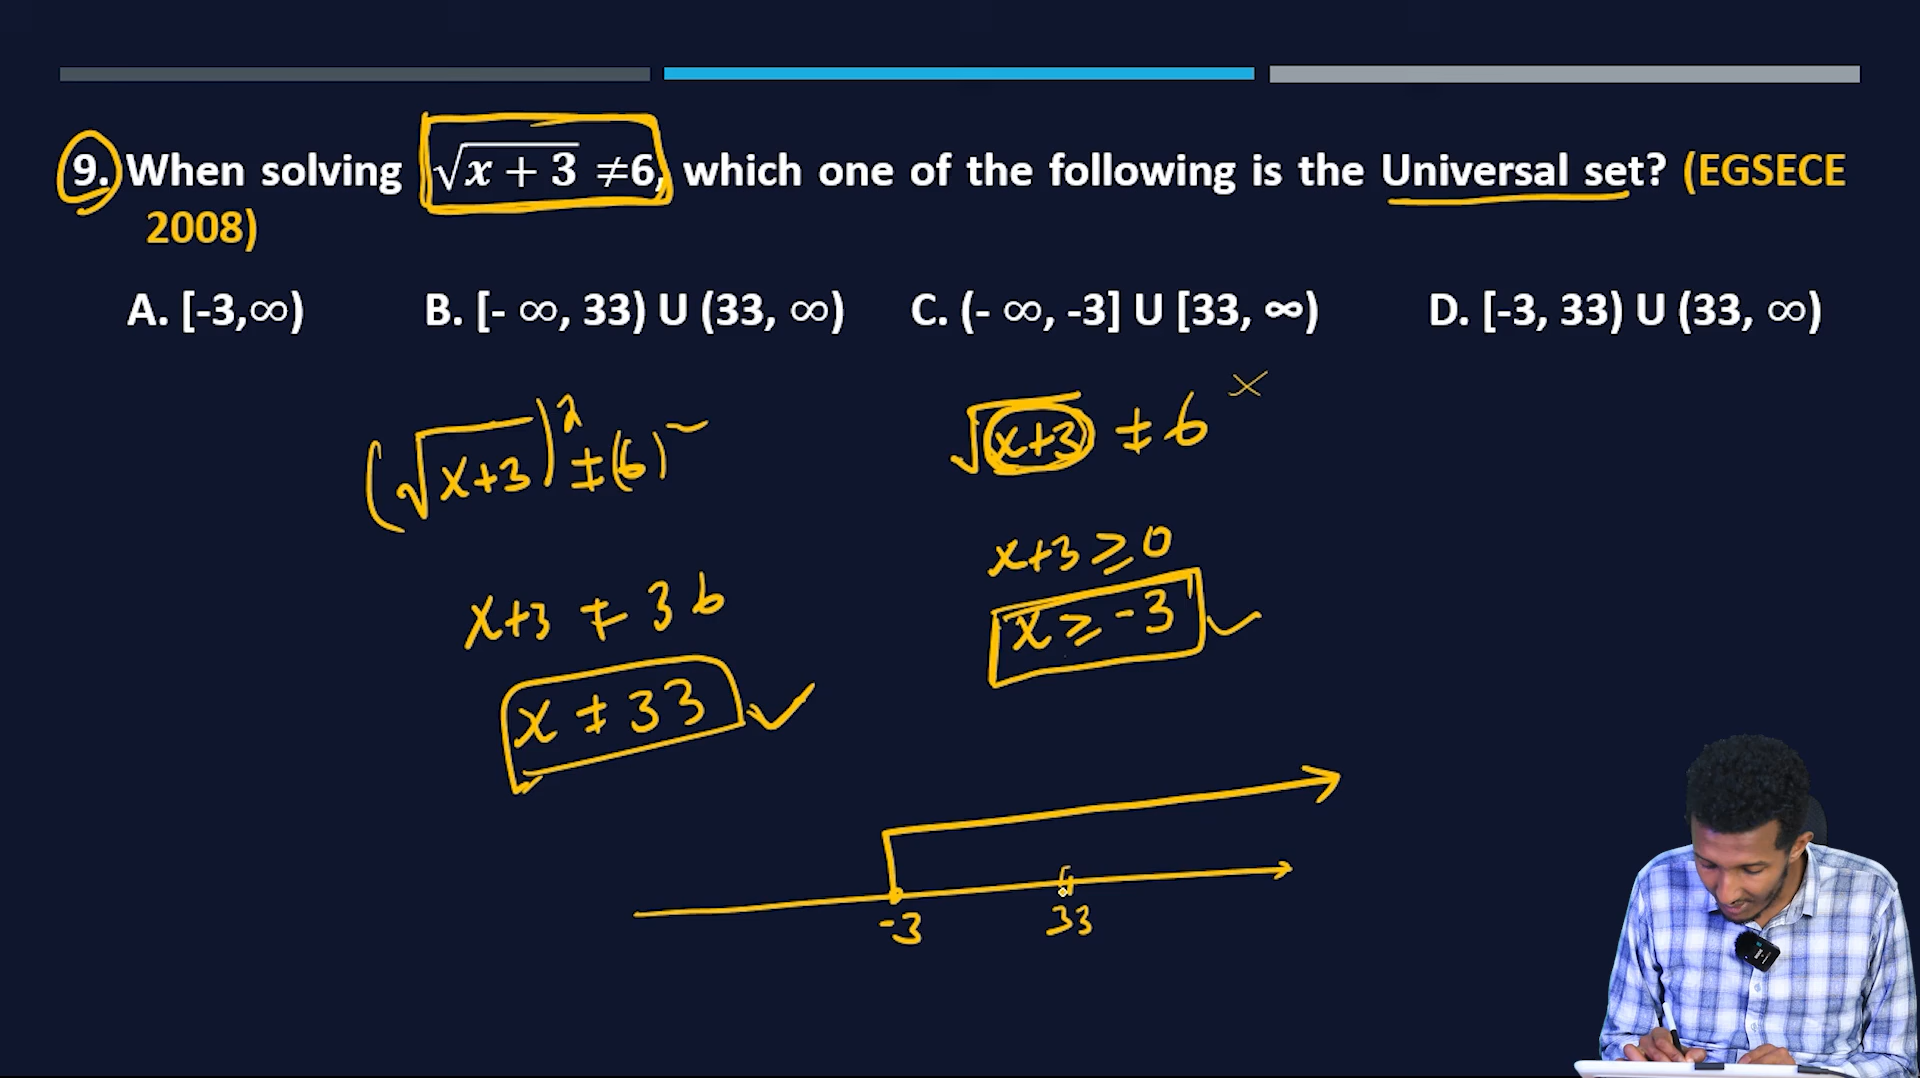 9. When solving √x + 3 ≠6, which one of the following is the Universal set? (EGSECE
2008)
A. [-3,∞) B. [- ∞, 33) U (33, ∞) C. (- ∞, -3] U [33, ∞) D. [-3, 33) U (33, ∞)
(√x+3)² ≠ (6)²
√x+3 ≠ 6
x+3 ≥ 0
x+3 ≠ 36
x ≥ -3
x ≠ 33
-3 33